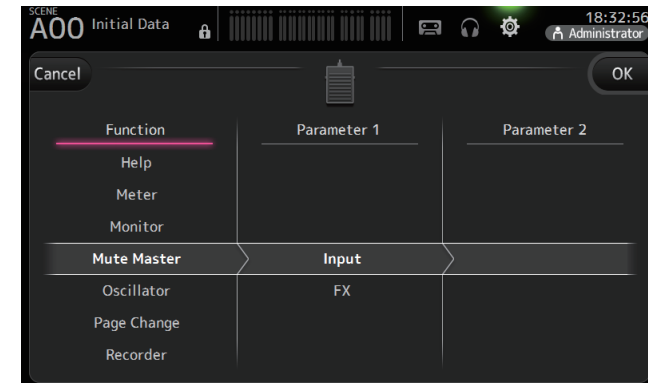 SCENE
A00 Initial Data
18:32:56
Administrator
Cancel
OK
Function Parameter 1 Parameter 2
Help
Meter
Monitor
Mute Master Input
Oscillator FX
Page Change
Recorder